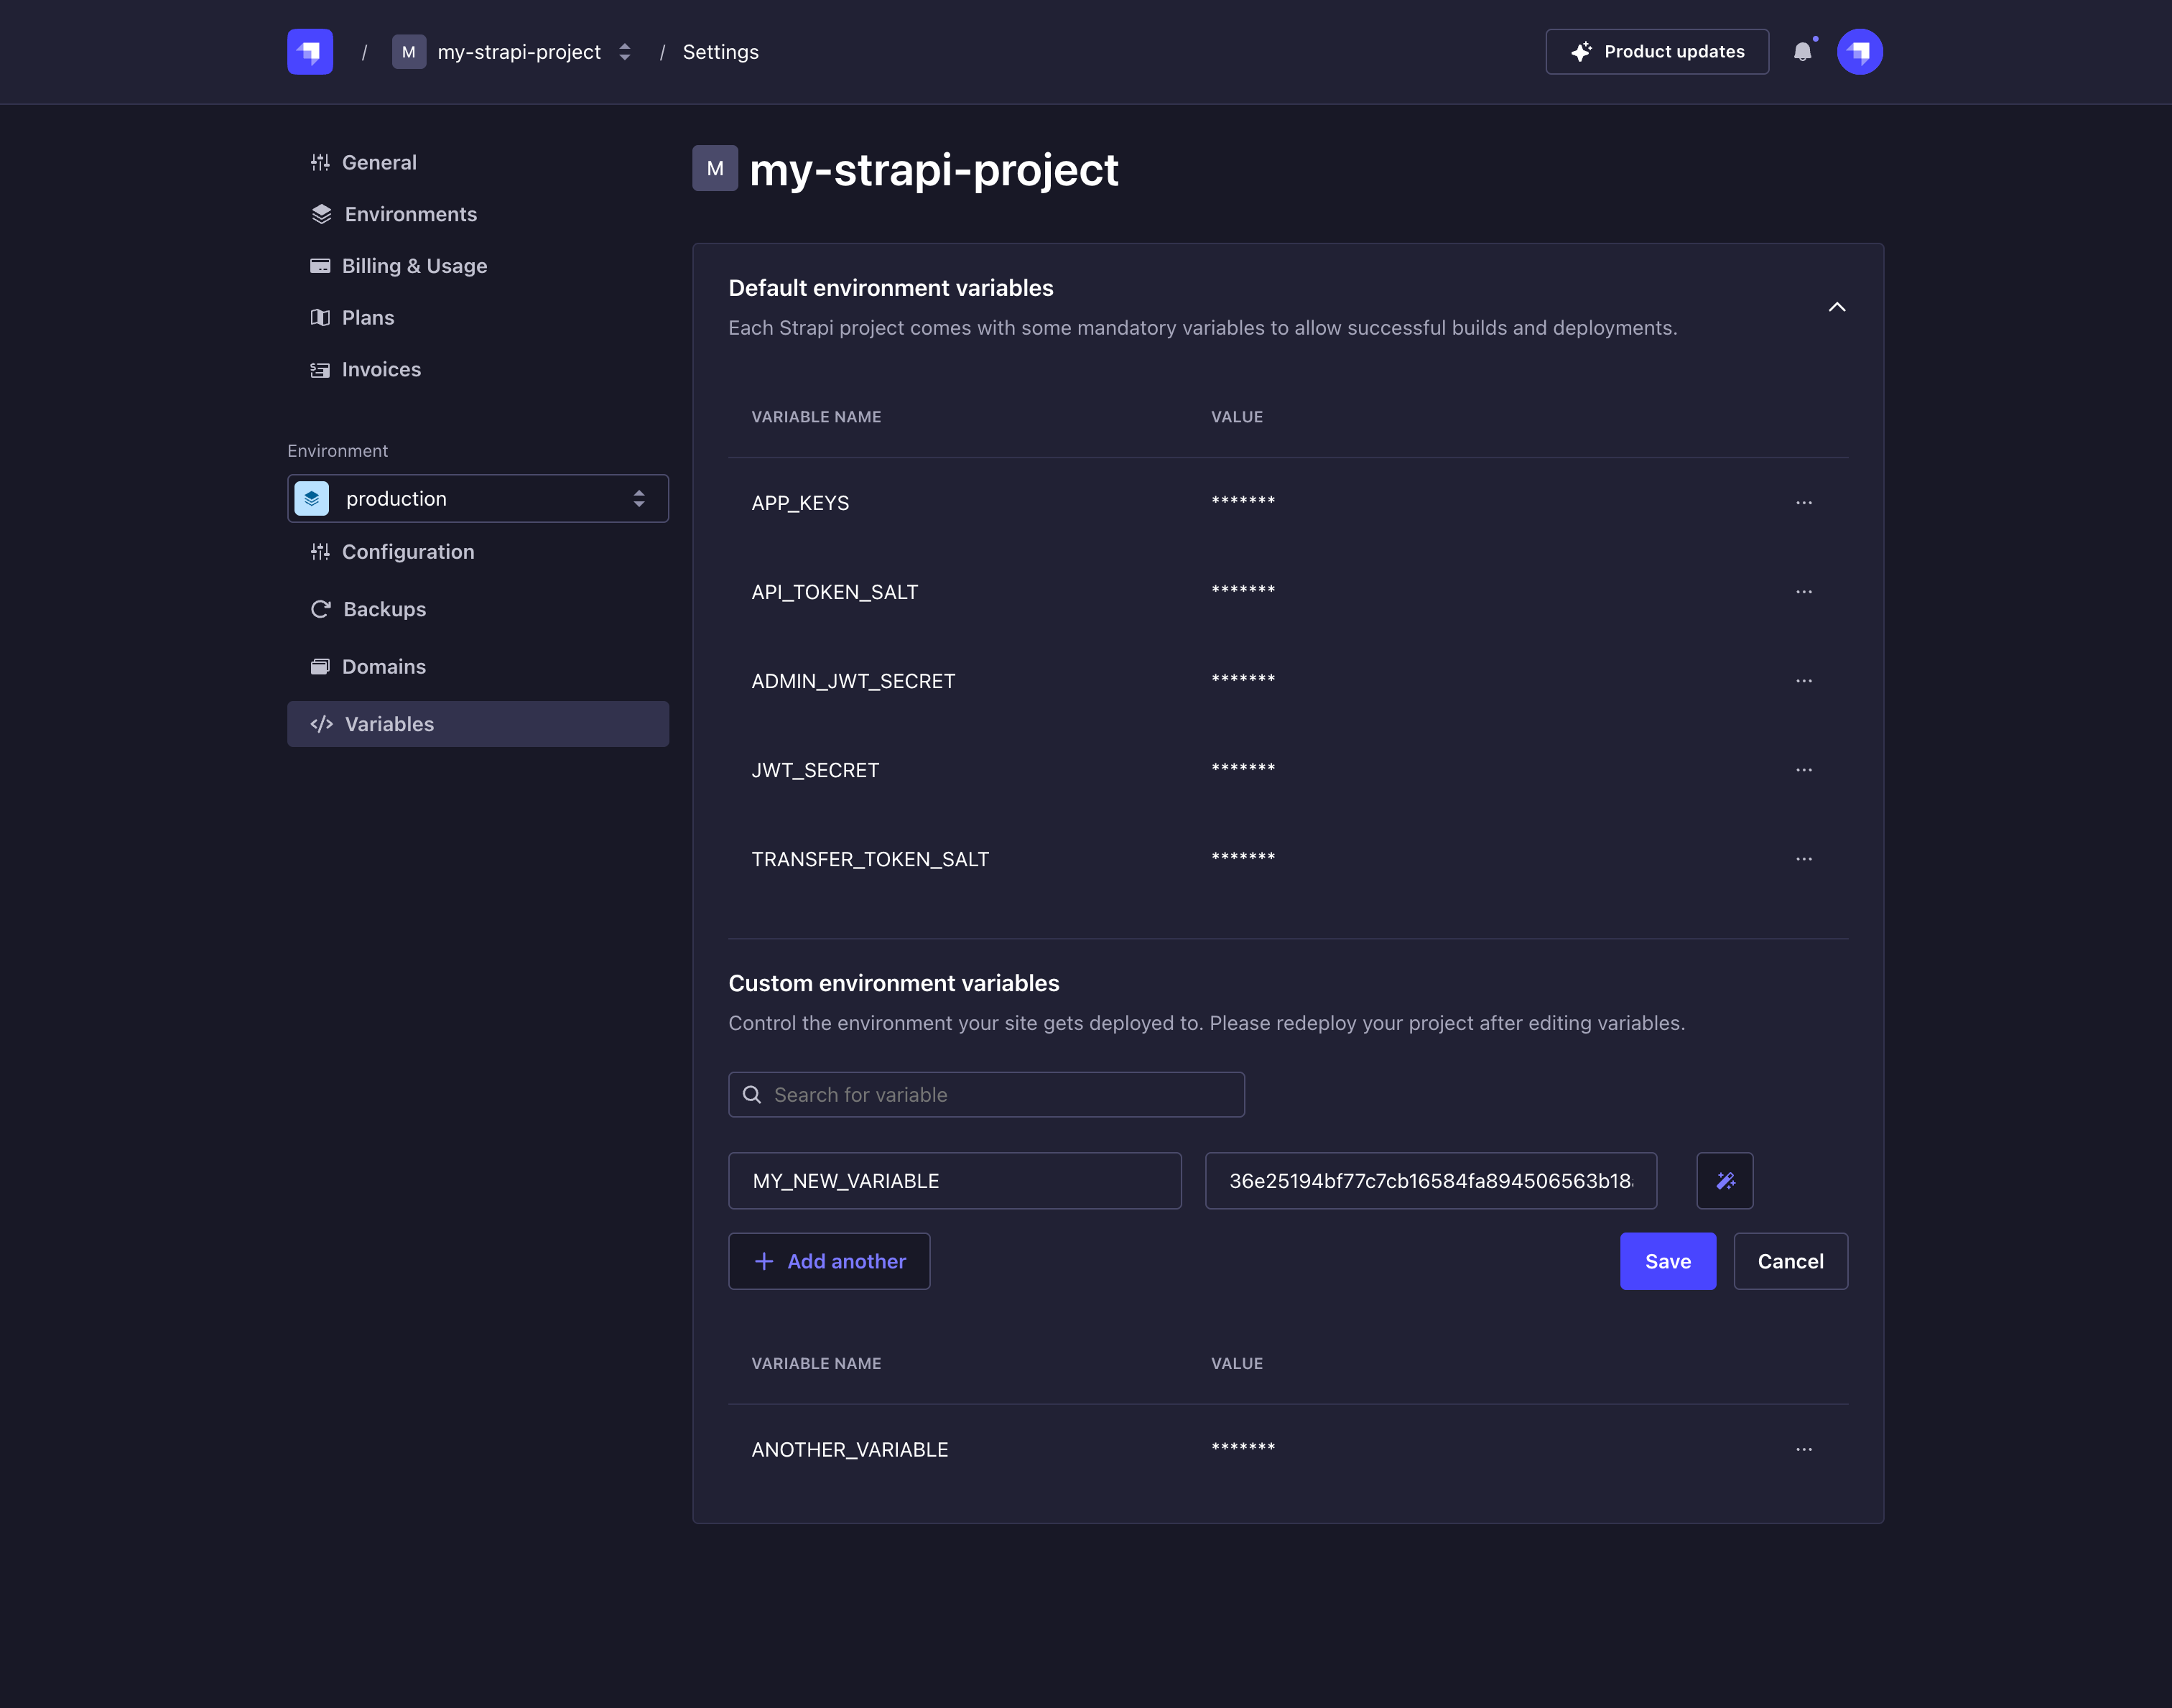 / M my-strapi-project / Settings
Product updates
General
Environments
Billing & Usage
Plans
Invoices
Environment
production
Configuration
Backups
Domains
</> Variables
M my-strapi-project
Default environment variables
Each Strapi project comes with some mandatory variables to allow successful builds and deployments.
VARIABLE NAME VALUE
APP_KEYS ******* ...
API_TOKEN_SALT ******* ...
ADMIN_JWT_SECRET ******* ...
JWT_SECRET ******* ...
TRANSFER_TOKEN_SALT ******* ...
Custom environment variables
Control the environment your site gets deployed to. Please redeploy your project after editing variables.
Search for variable
MY_NEW_VARIABLE 36e25194bf77c7cb16584fa894506563b18
+ Add another Save Cancel
VARIABLE NAME VALUE
ANOTHER_VARIABLE ******* ...